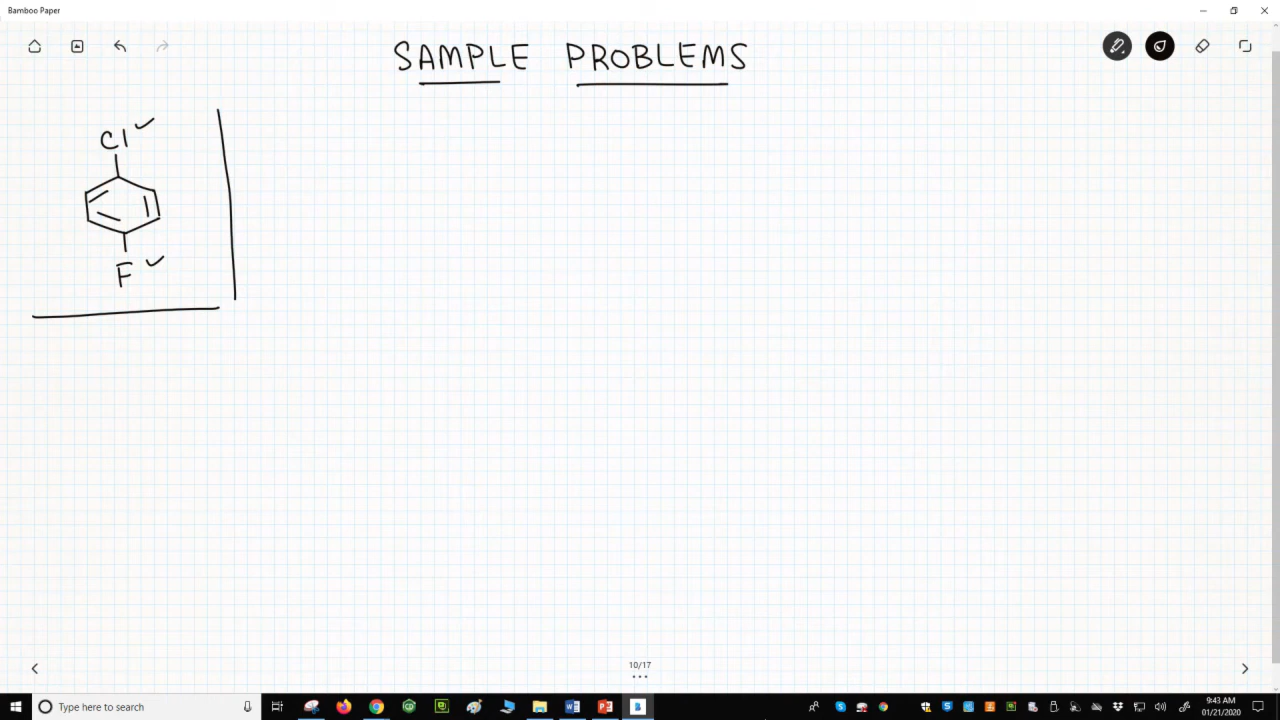 Bamboo Paper
SAMPLE PROBLEMS
Cl
F
10/17
Type here to search
9:43 AM
01/21/2020